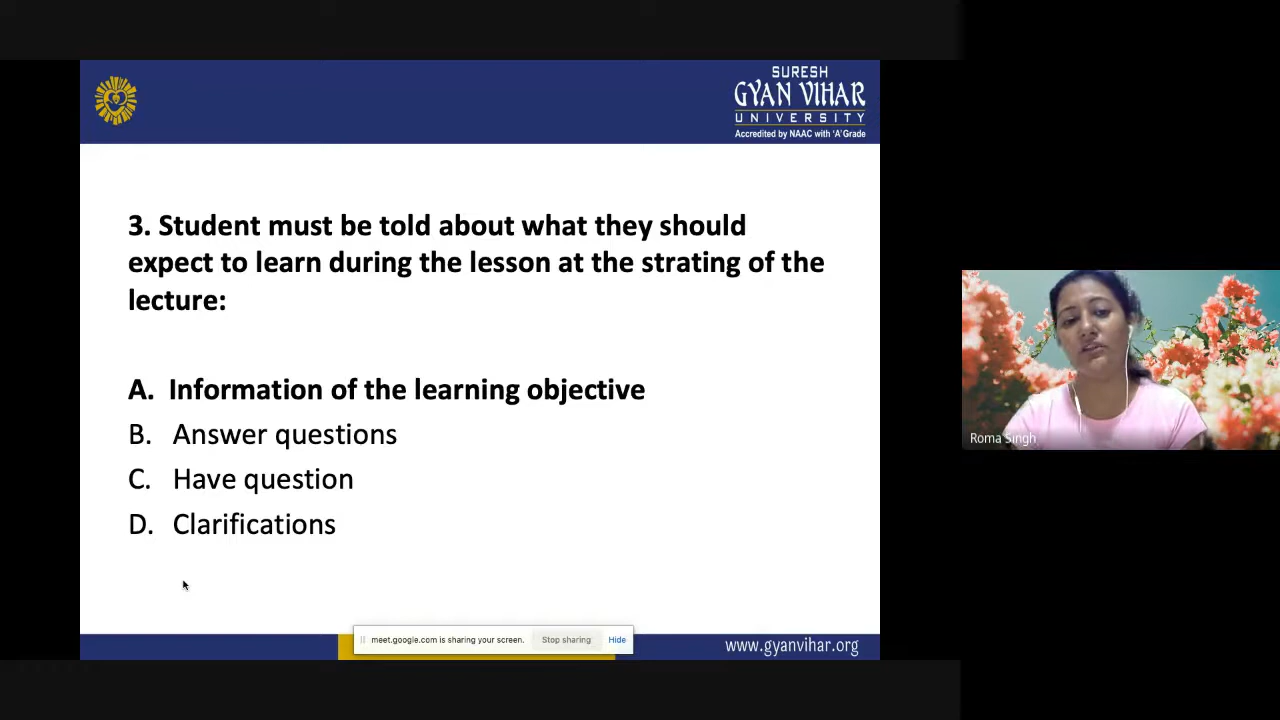 SURESH
GYAN VIHAR
UNIVERSITY
Accredited by NAAC with 'A' Grade
3. Student must be told about what they should
expect to learn during the lesson at the strating of the
lecture:
A. Information of the learning objective
B. Answer questions
C. Have question
D. Clarifications
Roma Singh
meet.google.com is sharing your screen. Stop sharing Hide
www.gyanvihar.org